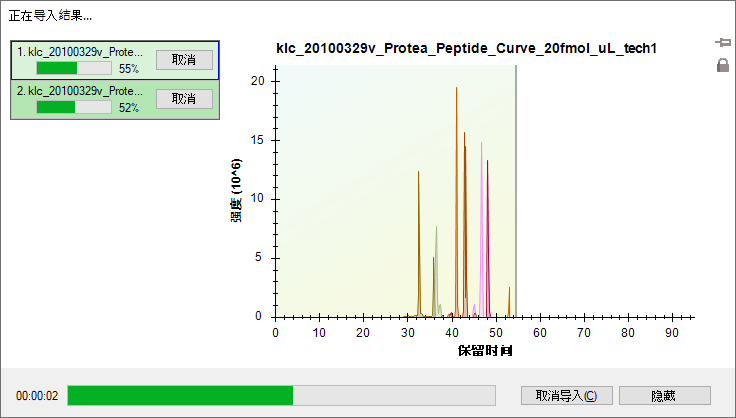 正在导入结果...
1. klc_20100329v_Prote...
取消
55%
2. klc_20100329v_Prote...
取消
52%
klc_20100329v_Protea_Peptide_Curve_20fmol_uL_tech1
强度 (10^6)
20
15
10
5
0
0 10 20 30 40 50 60 70 80 90
保留时间
00:00:02
取消导入(C)
隐藏